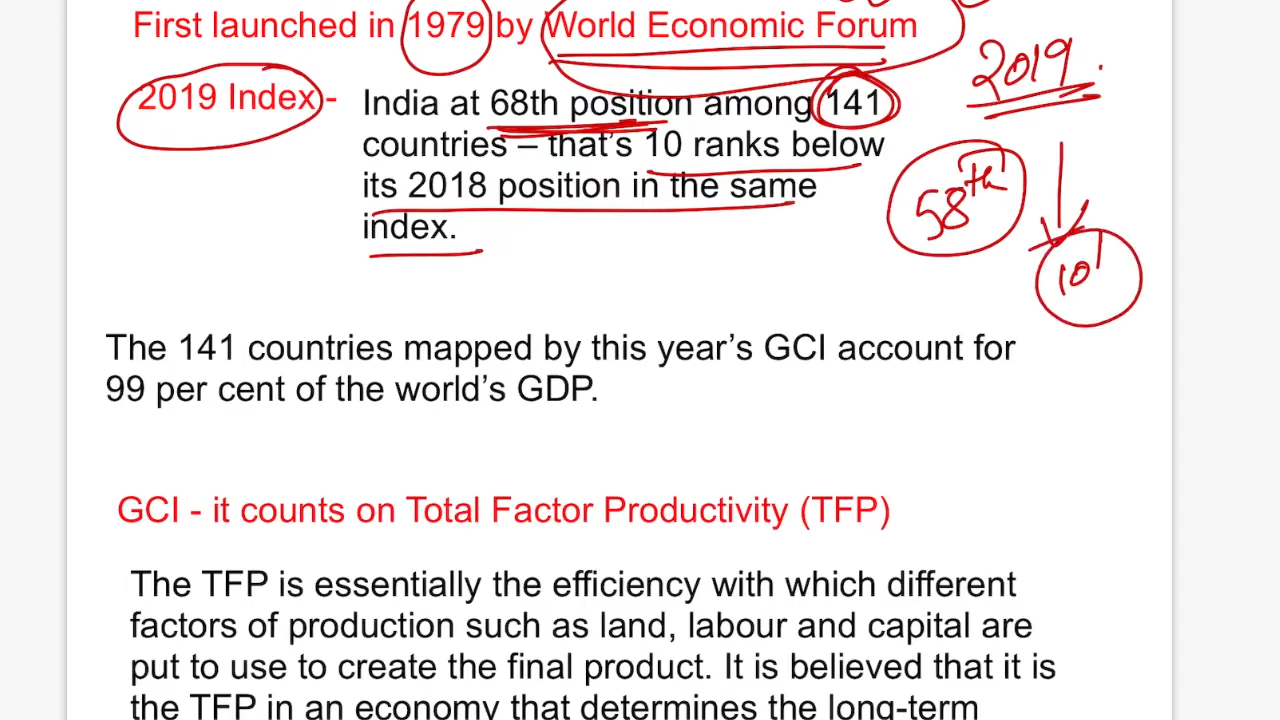 First launched in 1979 by World Economic Forum
2019 Index - India at 68th position among 141
countries – that's 10 ranks below
its 2018 position in the same
index.
2019
58th
10
The 141 countries mapped by this year's GCI account for
99 per cent of the world's GDP.
GCI - it counts on Total Factor Productivity (TFP)
The TFP is essentially the efficiency with which different
factors of production such as land, labour and capital are
put to use to create the final product. It is believed that it is
the TFP in an economy that determines the long-term